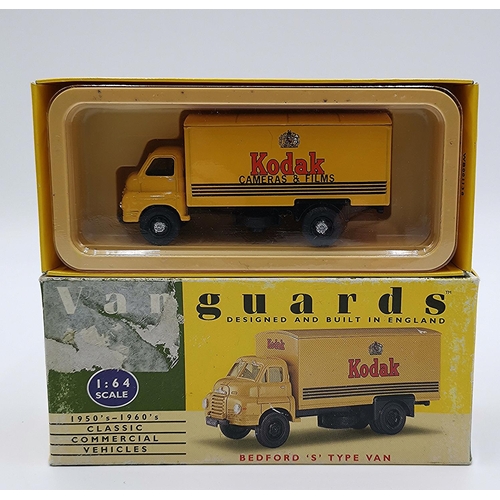 Kodak
CAMERAS & FILMS
Vanguards™
DESIGNED AND BUILT IN ENGLAND
1:64
SCALE
1950's-1960's
CLASSIC
COMMERCIAL
VEHICLES
Kodak
Kodak
BEDFORD 'S' TYPE VAN